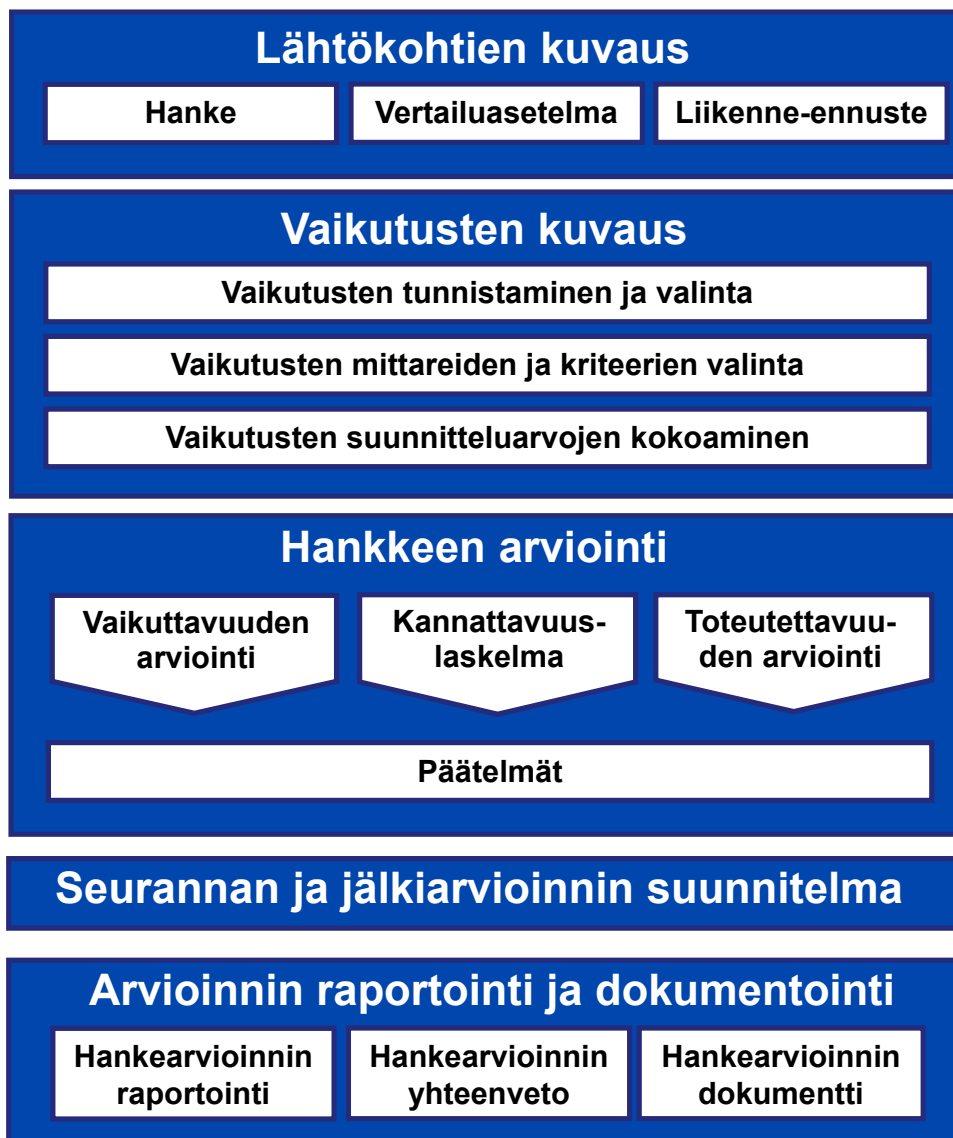 Lähtökohtien kuvaus
Hanke
Vertailuasetelma
Liikenne-ennuste
Vaikutusten kuvaus
Vaikutusten tunnistaminen ja valinta
Vaikutusten mittareiden ja kriteerien valinta
Vaikutusten suunnitteluarvojen kokoaminen
Hankkeen arviointi
Vaikuttavuuden
arviointi
Kannattavuus-
laskelma
Toteutettavuu-
den arviointi
Päätelmät
Seurannan ja jälkiarvioinnin suunnitelma
Arvioinnin raportointi ja dokumentointi
Hankearvioinnin
raportointi
Hankearvioinnin
yhteenveto
Hankearvioinnin
dokumentti